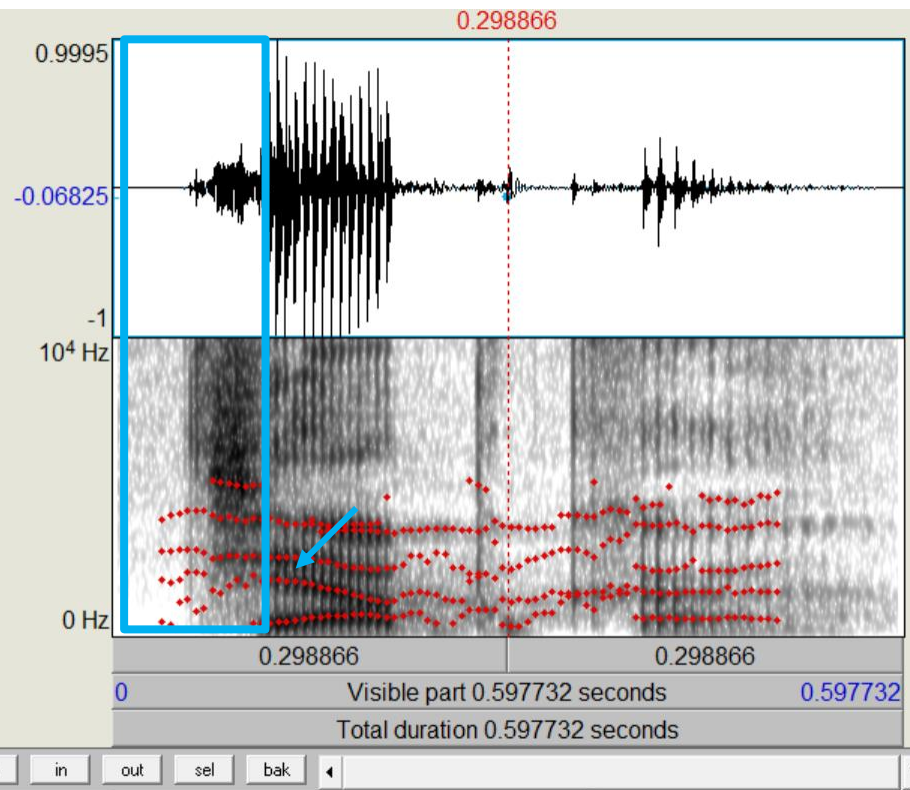 0.298866
0.9995
-0.06825
-1
10⁴ Hz
0 Hz
0.298866 0.298866
0 Visible part 0.597732 seconds 0.597732
Total duration 0.597732 seconds
in out sel bak